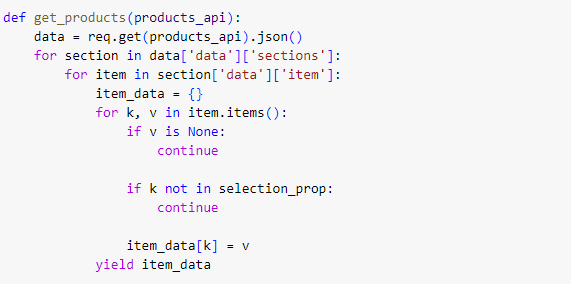 def get_products(products_api):
    data = req.get(products_api).json()
    for section in data['data']['sections']:
        for item in section['data']['item']:
            item_data = {}
            for k, v in item.items():
                if v is None:
                    continue

                if k not in selection_prop:
                    continue

                item_data[k] = v
            yield item_data